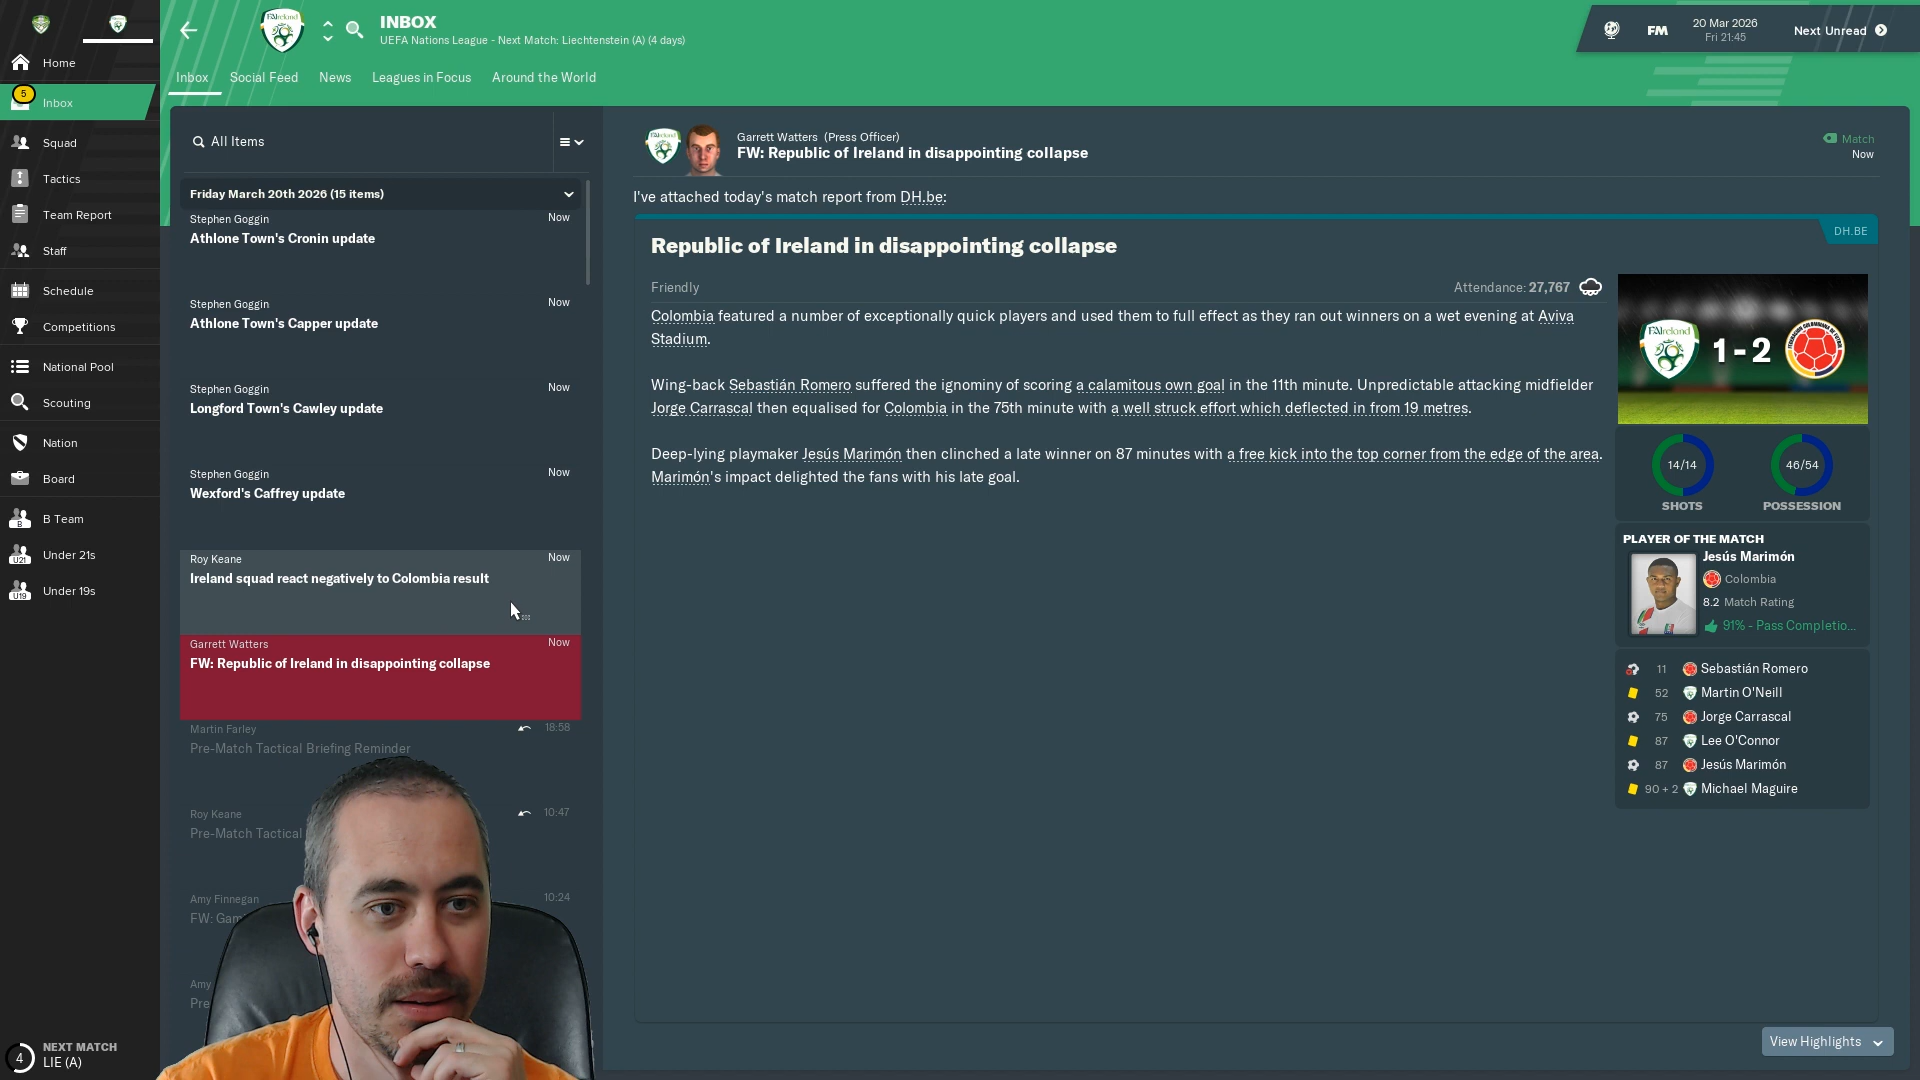 INBOX
UEFA Nations League - Next Match: Liechtenstein (A) (4 days)
FM
20 Mar 2026
Fri 21:45
Next Unread
Inbox
Social Feed
News
Leagues in Focus
Around the World
Home
5
Inbox
Squad
Tactics
Team Report
Staff
Schedule
Competitions
National Pool
Scouting
Nation
Board
B
B Team
U21
Under 21s
U19
Under 19s
4
NEXT MATCH
LIE (A)
All Items
Friday March 20th 2026 (15 items)
Stephen Goggin
Now
Athlone Town's Cronin update
Stephen Goggin
Now
Athlone Town's Capper update
Stephen Goggin
Now
Longford Town's Cawley update
Stephen Goggin
Now
Wexford's Caffrey update
Roy Keane
Now
Ireland squad react negatively to Colombia result
Garrett Watters
Now
FW: Republic of Ireland in disappointing collapse
Martin Farley
18:58
Pre-Match Tactical Briefing Reminder
Roy Keane
10:47
Pre-Match Tactical
Amy Finnegan
10:24
FW: Gam
Amy
Pre
Garrett Watters (Press Officer)
FW: Republic of Ireland in disappointing collapse
Match
Now
I've attached today's match report from DH.be:
DH.BE
Republic of Ireland in disappointing collapse
Friendly
Attendance: 27,767
Colombia featured a number of exceptionally quick players and used them to full effect as they ran out winners on a wet evening at Aviva
Stadium.
Wing-back Sebastián Romero suffered the ignominy of scoring a calamitous own goal in the 11th minute. Unpredictable attacking midfielder
Jorge Carrascal then equalised for Colombia in the 75th minute with a well struck effort which deflected in from 19 metres.
Deep-lying playmaker Jesús Marimón then clinched a late winner on 87 minutes with a free kick into the top corner from the edge of the area.
Marimón's impact delighted the fans with his late goal.
FAIreland
1 - 2
14/14
SHOTS
46/54
POSSESSION
PLAYER OF THE MATCH
Jesús Marimón
Colombia
8.2 Match Rating
91% - Pass Completio...
11 Sebastián Romero
52 Martin O'Neill
75 Jorge Carrascal
87 Lee O'Connor
87 Jesús Marimón
90 + 2 Michael Maguire
View Highlights